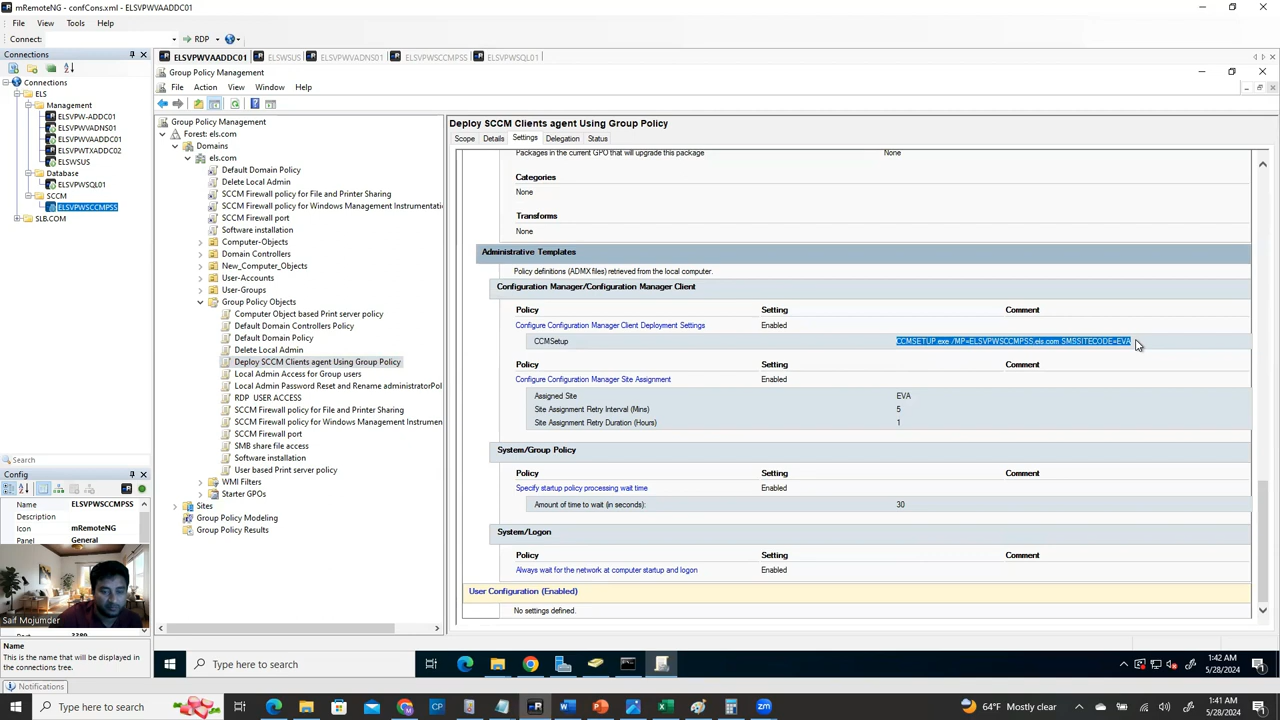 mRemoteNG - confCons.xml - ELSVPWVAADDC01
File View Tools Help
Connect: RDP
Connections
Connections
ELS
Management
ELSVPW-ADDC01
ELSVPWVADNS01
ELSVPWVAADDC01
ELSVPWTXADDC02
ELSWSUS
Database
ELSVPWSQL01
SCCM
ELSVPWSCCMPSS
SLB.COM
Search
Config
Name ELSVPWSCCMPSS
Description
Icon mRemoteNG
Panel General
Saif Mojumder
3389
Name
This is the name that will be displayed in the connections tree.
Notifications
ELSVPWVAADDC01 ELSWSUS ELSVPWVADNS01 ELSVPWSCCMPSS ELSVPWSQL01
Group Policy Management
File Action View Window Help
Group Policy Management
Forest: els.com
Domains
els.com
Default Domain Policy
Delete Local Admin
SCCM Firewall policy for File and Printer Sharing
SCCM Firewall policy for Windows Management Instrumentati
SCCM Firewall port
Software installation
Computer-Objects
Domain Controllers
New_Computer_Objects
User-Accounts
User-Groups
Group Policy Objects
Computer Object based Print server policy
Default Domain Controllers Policy
Default Domain Policy
Delete Local Admin
Deploy SCCM Clients agent Using Group Policy
Local Admin Access for Group users
Local Admin Password Reset and Rename administratorPol
RDP USER ACCESS
SCCM Firewall policy for File and Printer Sharing
SCCM Firewall policy for Windows Management Instrumen
SCCM Firewall port
SMB share file access
Software installation
User based Print server policy
WMI Filters
Starter GPOs
Sites
Group Policy Modeling
Group Policy Results
Deploy SCCM Clients agent Using Group Policy
Scope Details Settings Delegation Status
Packages in the current GPO that will upgrade this package None
Categories
None
Transforms
None
Administrative Templates
Policy definitions (ADMX files) retrieved from the local computer.
Configuration Manager/Configuration Manager Client
Policy Setting Comment
Configure Configuration Manager Client Deployment Settings Enabled
CCMSetup CCMSETUP.exe /MP=ELSVPWSCCMPSS.els.com SMSSITECODE=EVA
Policy Setting Comment
Configure Configuration Manager Site Assignment Enabled
Assigned Site EVA
Site Assignment Retry Interval (Mins) 5
Site Assignment Retry Duration (Hours) 1
System/Group Policy
Policy Setting Comment
Specify startup policy processing wait time Enabled
Amount of time to wait (in seconds): 30
System/Logon
Policy Setting Comment
Always wait for the network at computer startup and logon Enabled
User Configuration (Enabled)
No settings defined.
Type here to search
1:42 AM
5/28/2024
Type here to search
64°F Mostly clear
1:41 AM
5/28/2024